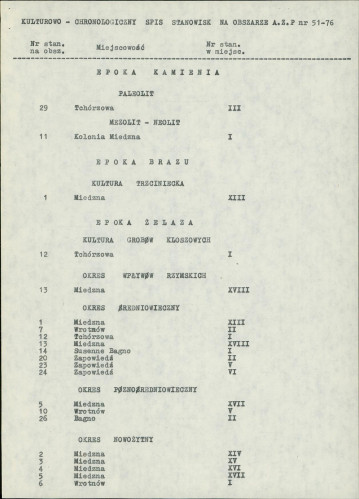 KULTUROWO - CHRONOLOGICZNY SPIS STANOWISK NA OBSZARZE A.Z.P nr 51-76
Nr stan. na obsz. Miejscowość Nr stan. w miejsc.
EPOKA KAMIENIA
PALEOLIT
29 Tchórzowa III
MEZOLIT - NEOLIT
11 Kolonia Miedzna I
EPOKA BRĄZU
KULTURA TRZCINIECKA
1 Miedzna XIII
EPOKA ŻELAZA
KULTURA GROBÓW KLOSZOWYCH
12 Tchórzowa I
OKRES WPŁYWÓW RZYMSKICH
13 Miedzna XVIII
OKRES ŚREDNIOWIECZNY
1 Miedzna XIII
7 Wrotnów II
12 Tchórzowa I
13 Miedzna XVIII
14 Suzanne Bagno I
20 Zapowiedź II
23 Zapowiedź V
24 Zapowiedź VI
OKRES PÓŹNOŚREDNIOWIECZNY
5 Miedzna XVII
10 Wrotnów V
26 Bagno II
OKRES NOWOŻYTNY
2 Miedzna XIV
3 Miedzna XV
4 Miedzna XVI
5 Miedzna XVII
6 Wrotnów I